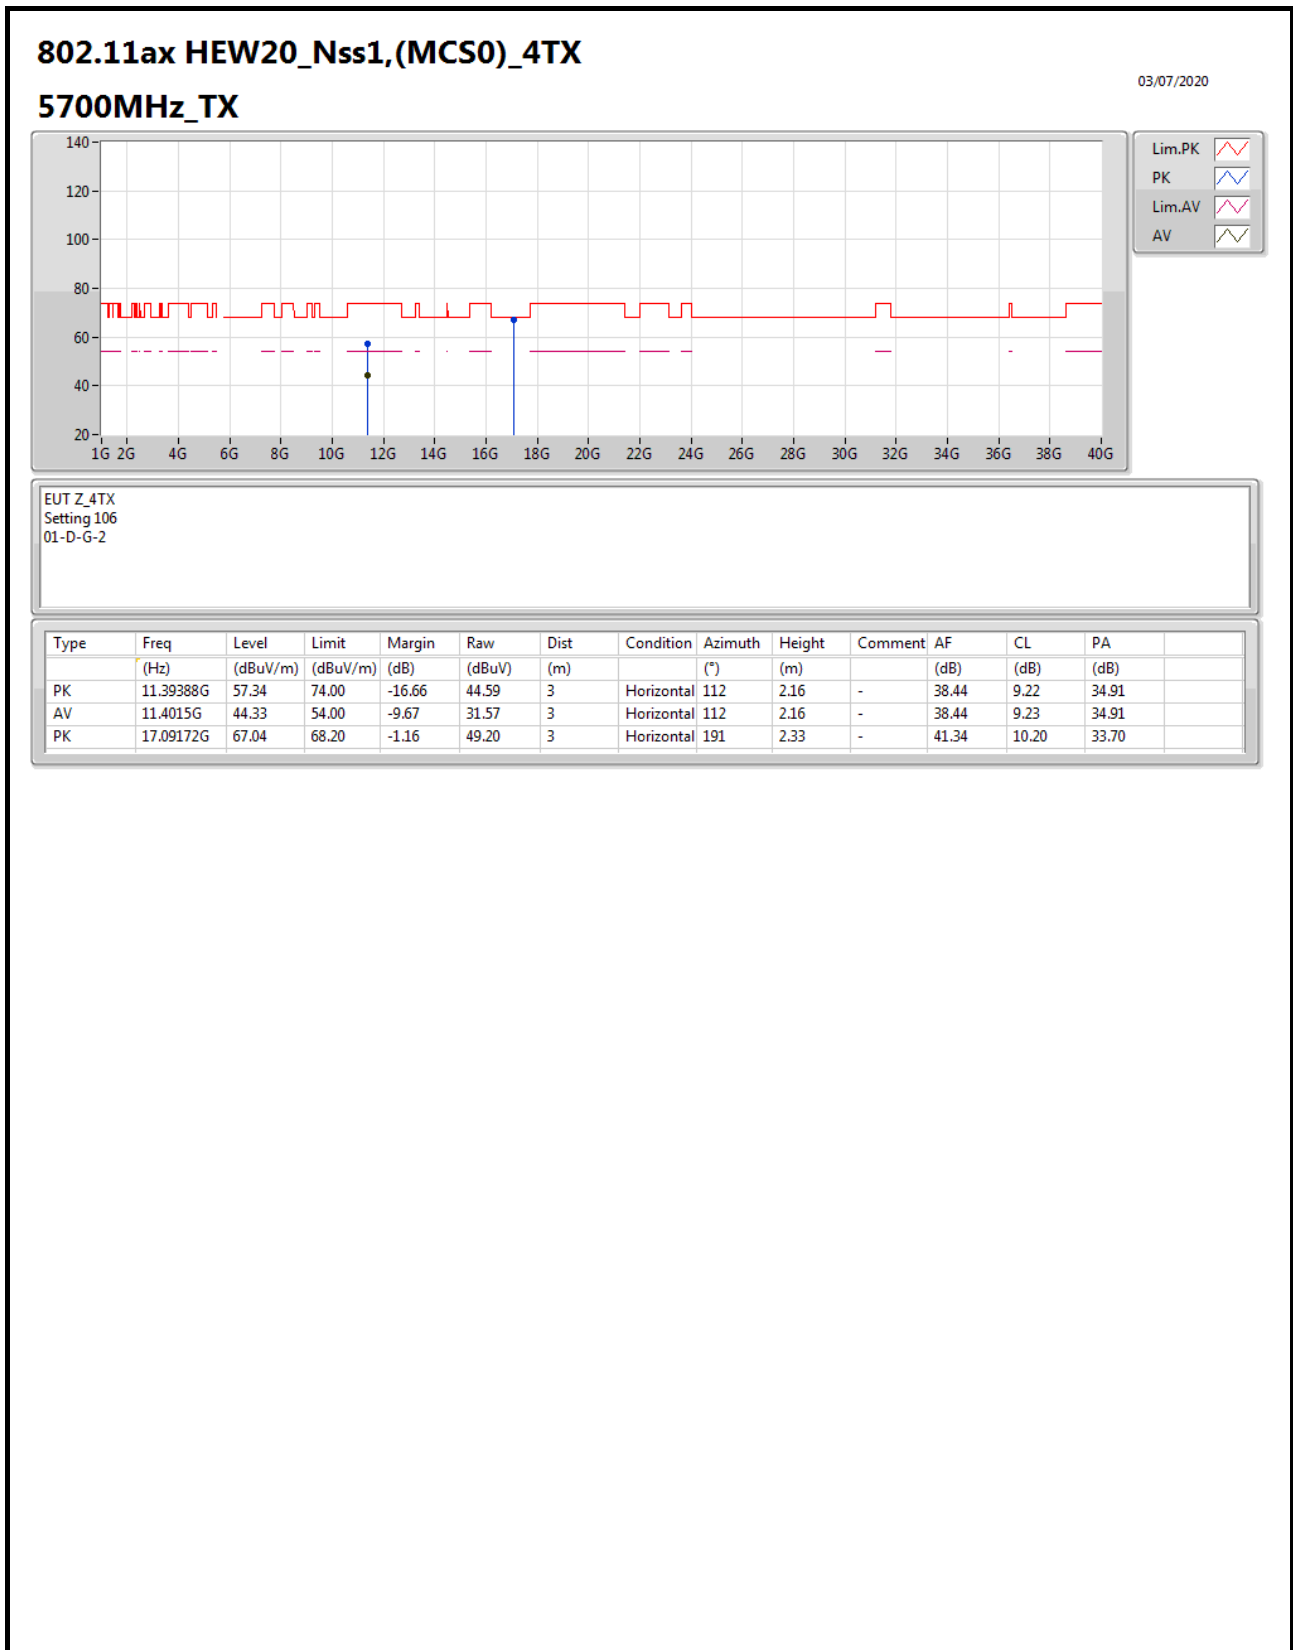 802.11ax HEW20_Nss1,(MCS0)_4TX
03/07/2020
5700MHz_TX
140
120
100
80
60
40
20
1G 2G 4G 6G 8G 10G 12G 14G 16G 18G 20G 22G 24G 26G 28G 30G 32G 34G 36G 38G 40G
Lim.PK
PK
Lim.AV
AV
EUT Z_4TX
Setting 106
01-D-G-2
Type Freq Level Limit Margin Raw Dist Condition Azimuth Height Comment AF CL PA
(Hz) (dBuV/m) (dBuV/m) (dB) (dBuV) (m) (°) (m) (dB) (dB) (dB)
PK 11.39388G 57.34 74.00 -16.66 44.59 3 Horizontal 112 2.16 - 38.44 9.22 34.91
AV 11.4015G 44.33 54.00 -9.67 31.57 3 Horizontal 112 2.16 - 38.44 9.23 34.91
PK 17.09172G 67.04 68.20 -1.16 49.20 3 Horizontal 191 2.33 - 41.34 10.20 33.70